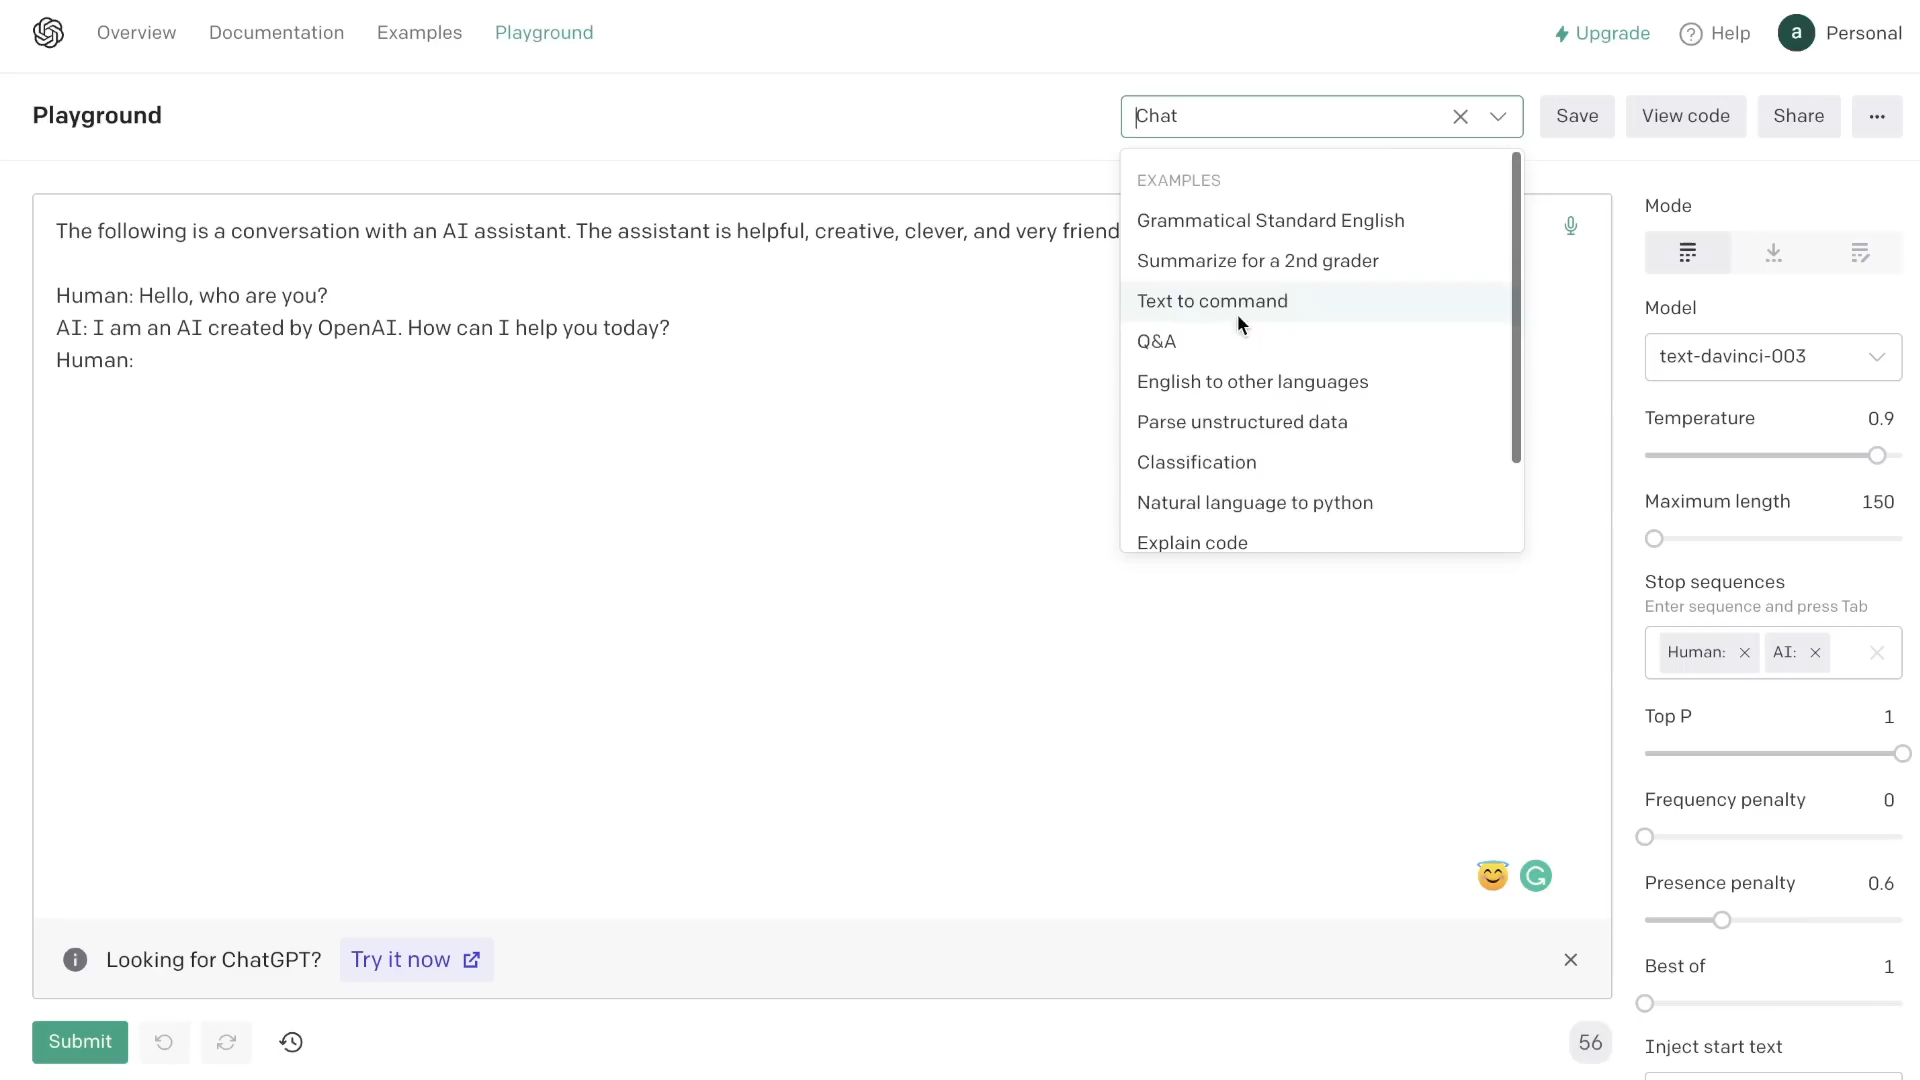 Overview Documentation Examples Playground Upgrade Help a Personal
Playground
Chat
Save View code Share
The following is a conversation with an AI assistant. The assistant is helpful, creative, clever, and very friend
Human: Hello, who are you?
AI: I am an AI created by OpenAI. How can I help you today?
Human:
EXAMPLES
Grammatical Standard English
Summarize for a 2nd grader
Text to command
Q&A
English to other languages
Parse unstructured data
Classification
Natural language to python
Explain code
Mode
Model
text-davinci-003
Temperature 0.9
Maximum length 150
Stop sequences
Enter sequence and press Tab
Human: AI:
Top P 1
Frequency penalty 0
Presence penalty 0.6
Best of 1
Inject start text
Looking for ChatGPT? Try it now
Submit
56